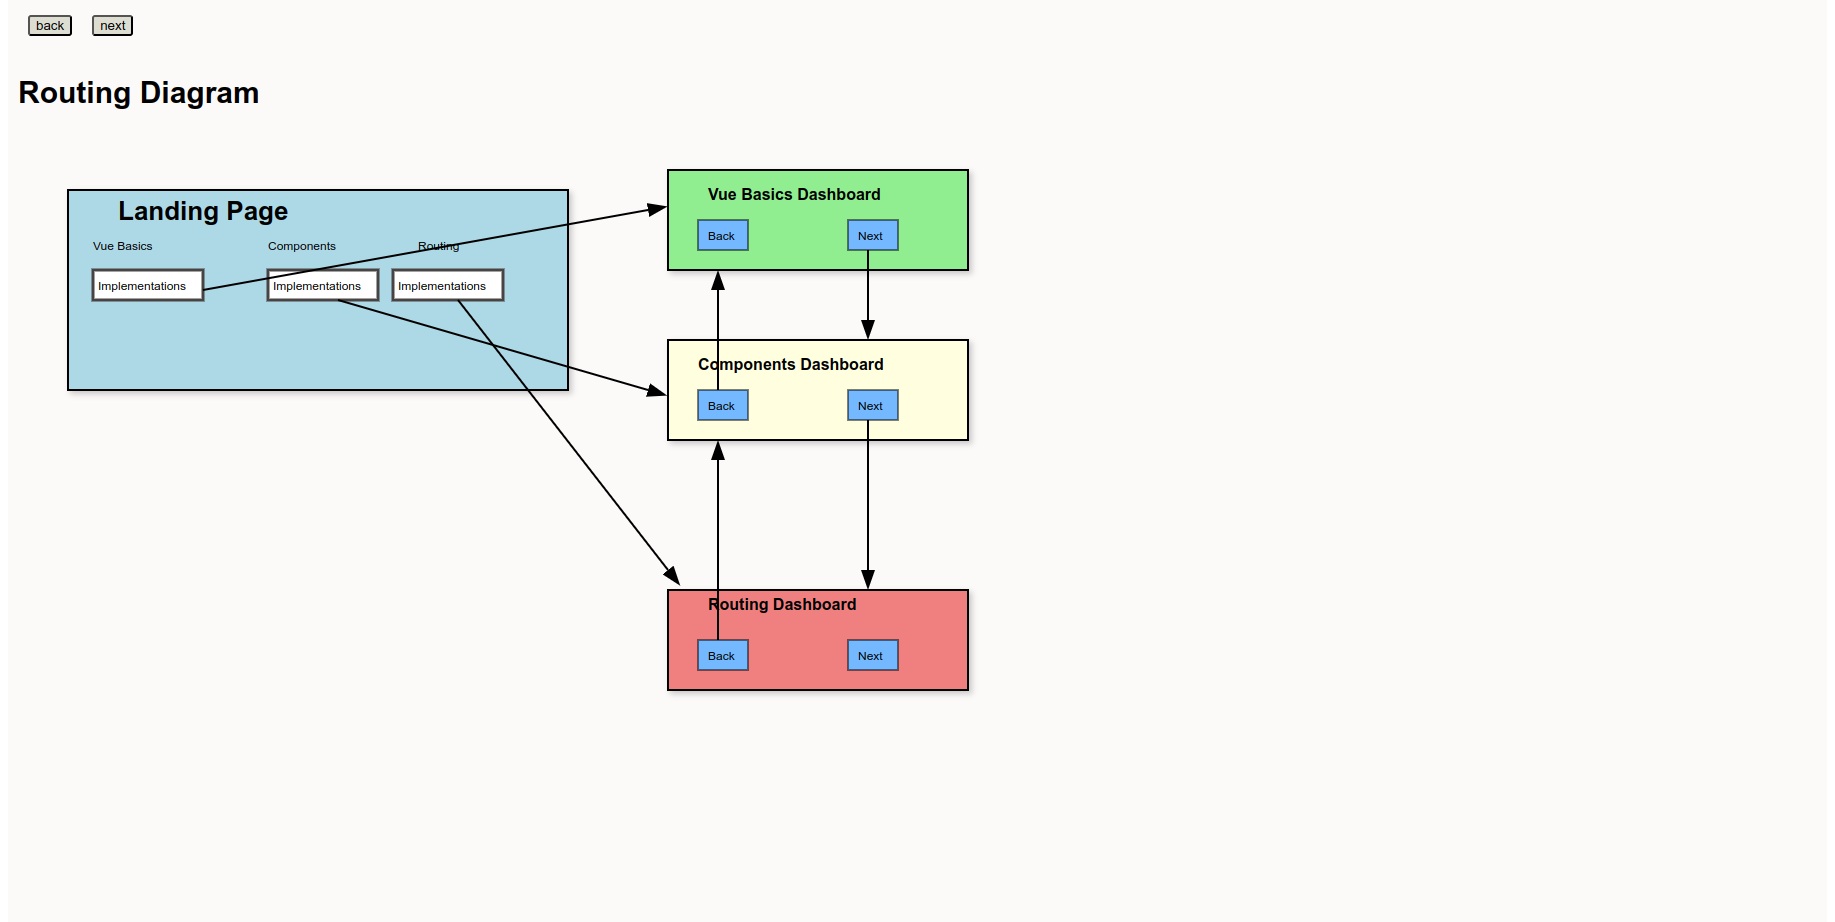 back next
Routing Diagram
Landing Page
Vue Basics Components Routing
Implementations Implementations Implementations
Vue Basics Dashboard
Back Next
Components Dashboard
Back Next
Routing Dashboard
Back Next